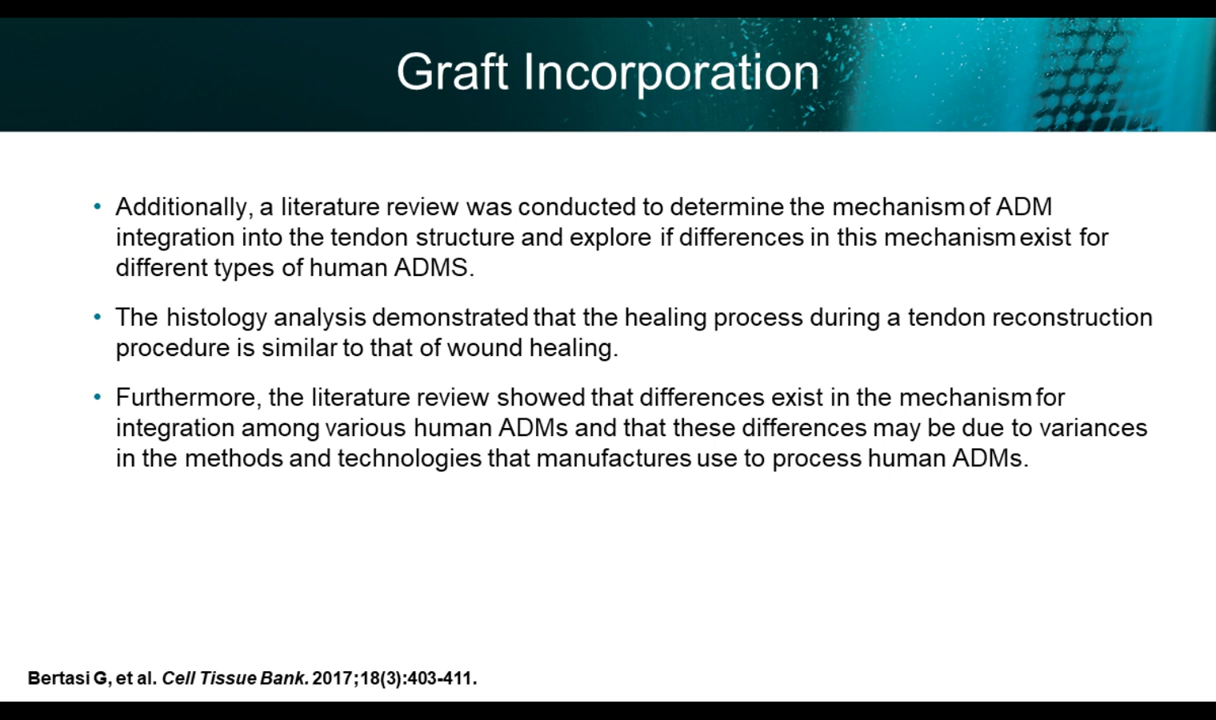 Graft Incorporation
• Additionally, a literature review was conducted to determine the mechanism of ADM
integration into the tendon structure and explore if differences in this mechanism exist for
different types of human ADMS.
• The histology analysis demonstrated that the healing process during a tendon reconstruction
procedure is similar to that of wound healing.
• Furthermore, the literature review showed that differences exist in the mechanism for
integration among various human ADMs and that these differences may be due to variances
in the methods and technologies that manufactures use to process human ADMs.
Bertasi G, et al. Cell Tissue Bank. 2017;18(3):403-411.